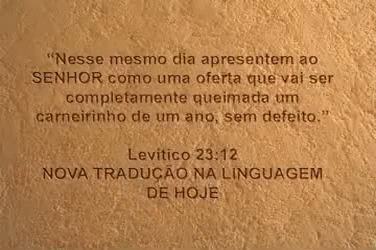 “Nesse mesmo dia apresentem ao
SENHOR como uma oferta que vai ser
completamente queimada um
carneirinho de um ano, sem defeito.”
Levítico 23:12
NOVA TRADUÇÃO NA LINGUAGEM
DE HOJE